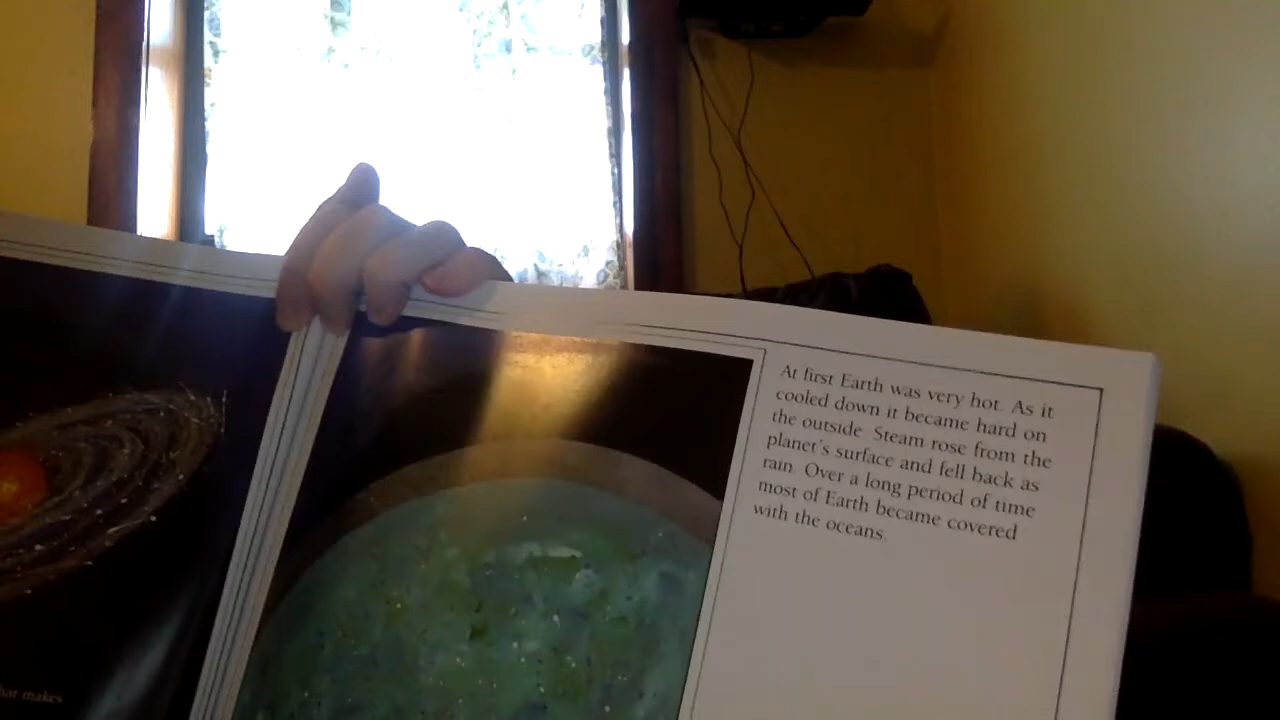 At first Earth was very hot. As it
cooled down it became hard on
the outside. Steam rose from the
planet's surface and fell back as
rain. Over a long period of time
most of Earth became covered
with the oceans.
makes